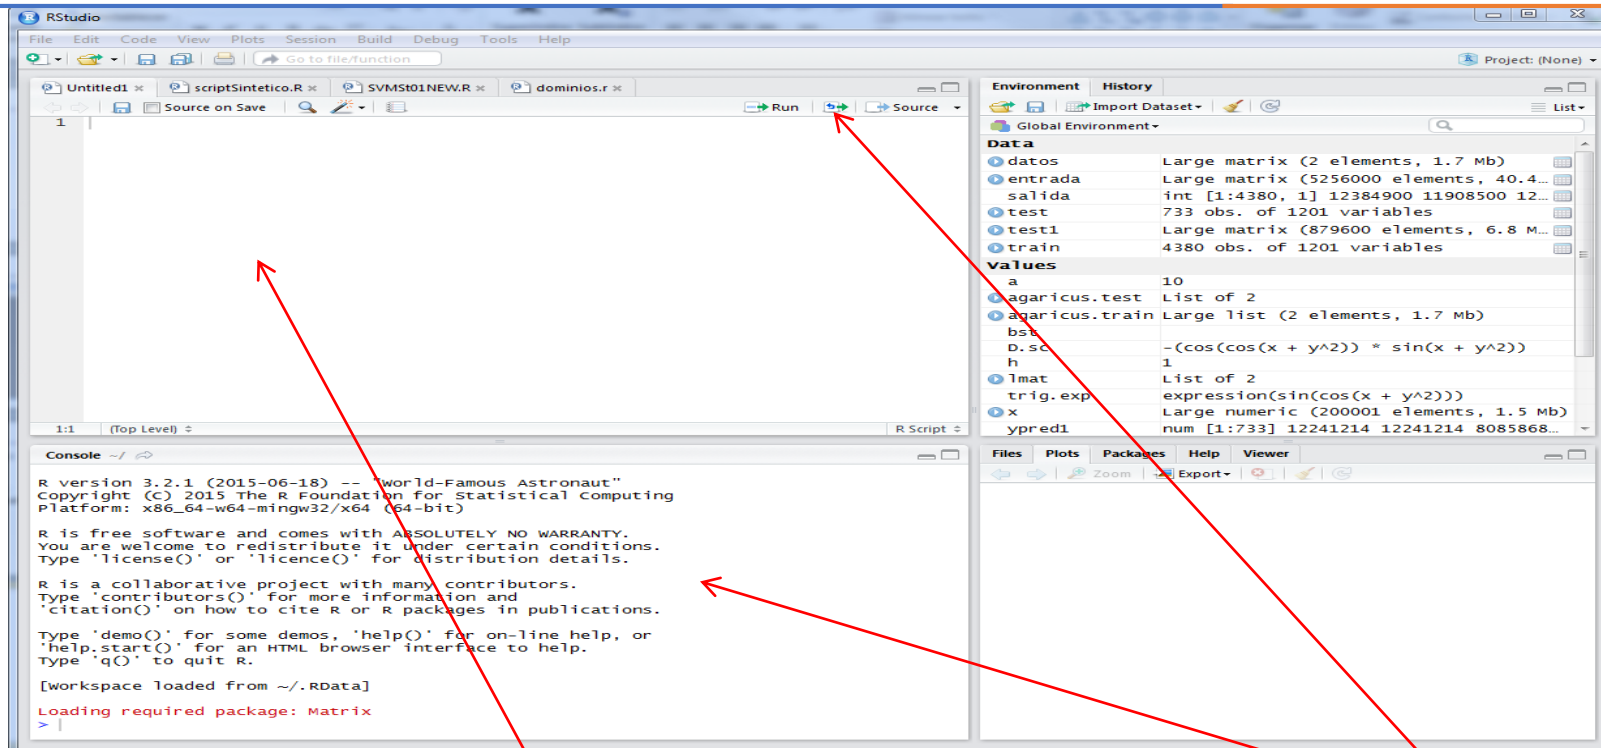 RStudio
File Edit Code View Plots Session Build Debug Tools Help
Go to file/function
Project: (None)
Untitled1 scriptSintetico.R SVMSt01NEW.R dominios.r
Source on Save Run Source
1
1:1 (Top Level) R Script
Console ~/
R version 3.2.1 (2015-06-18) -- "World-Famous Astronaut"
Copyright (C) 2015 The R Foundation for Statistical Computing
Platform: x86_64-w64-mingw32/x64 (64-bit)
R is free software and comes with ABSOLUTELY NO WARRANTY.
You are welcome to redistribute it under certain conditions.
Type 'license()' or 'licence()' for distribution details.
R is a collaborative project with many contributors.
Type 'contributors()' for more information and
'citation()' on how to cite R or R packages in publications.
Type 'demo()' for some demos, 'help()' for on-line help, or
'help.start()' for an HTML browser interface to help.
Type 'q()' to quit R.
[Workspace loaded from ~/.RData]
Loading required package: Matrix
>
Environment History
Import Dataset List
Global Environment
Data
datos Large matrix (2 elements, 1.7 Mb)
entrada Large matrix (5256000 elements, 40.4…
salida int [1:4380, 1] 12384900 11908500 12…
test 733 obs. of 1201 variables
test1 Large matrix (879600 elements, 6.8 M…
train 4380 obs. of 1201 variables
Values
a 10
agaricus.test List of 2
agaricus.train Large list (2 elements, 1.7 Mb)
bst
D.sc -(cos(cos(x + y^2)) * sin(x + y^2))
h 1
lmat List of 2
trig.exp expression(sin(cos(x + y^2)))
x Large numeric (200001 elements, 1.5 Mb)
ypred1 num [1:733] 12241214 12241214 8085868…
Files Plots Packages Help Viewer
Zoom Export